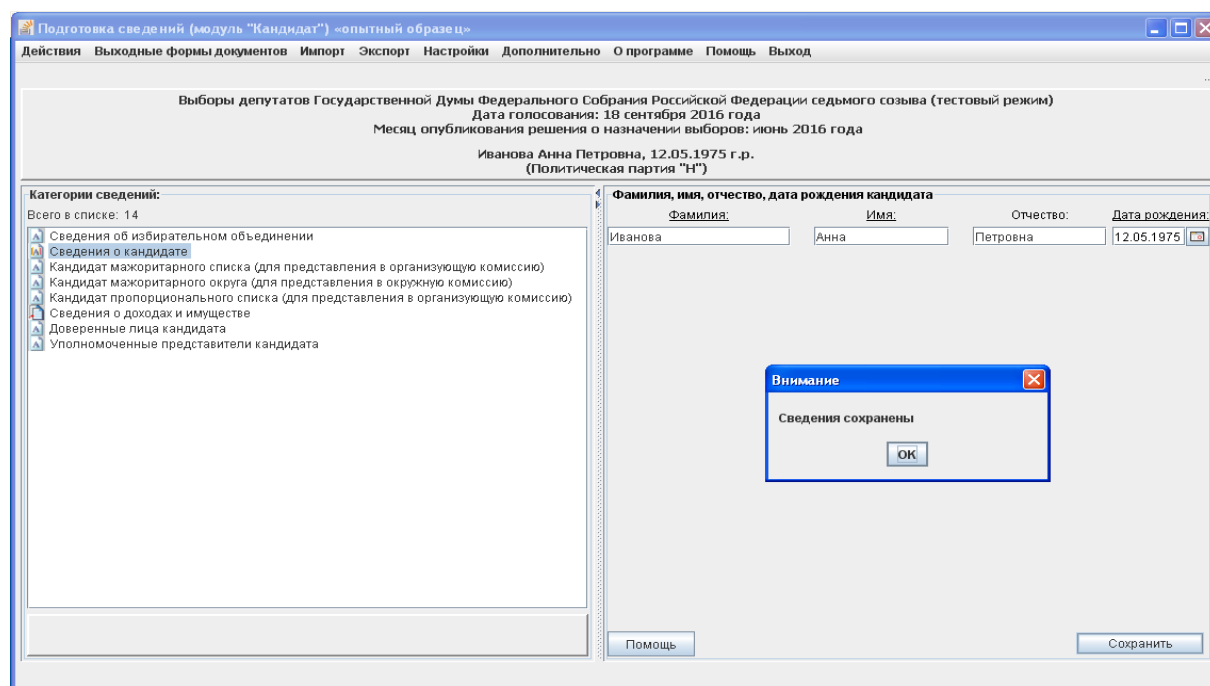 Подготовка сведений (модуль "Кандидат") «опытный образец»
Действия Выходные формы документов Импорт Экспорт Настройки Дополнительно О программе Помощь Выход
Выборы депутатов Государственной Думы Федерального Собрания Российской Федерации седьмого созыва (тестовый режим)
Дата голосования: 18 сентября 2016 года
Месяц опубликования решения о назначении выборов: июнь 2016 года
Иванова Анна Петровна, 12.05.1975 г.р.
(Политическая партия "Н")
Категории сведений:
Всего в списке: 14
Сведения об избирательном объединении
Сведения о кандидате
Кандидат мажоритарного списка (для представления в организующую комиссию)
Кандидат мажоритарного округа (для представления в окружную комиссию)
Кандидат пропорционального списка (для представления в организующую комиссию)
Сведения о доходах и имуществе
Доверенные лица кандидата
Уполномоченные представители кандидата
Фамилия, имя, отчество, дата рождения кандидата
Фамилия: Имя: Отчество: Дата рождения:
Иванова Анна Петровна 12.05.1975
Внимание
Сведения сохранены
ОК
Помощь Сохранить